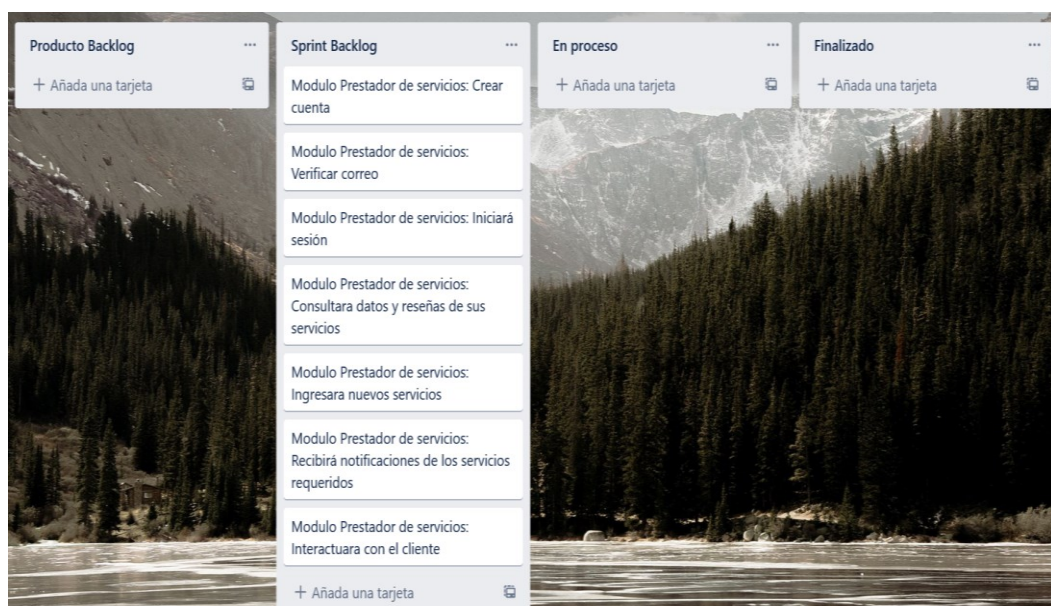 Producto Backlog
+ Añada una tarjeta
Sprint Backlog
Modulo Prestador de servicios: Crear
cuenta
Modulo Prestador de servicios:
Verificar correo
Modulo Prestador de servicios: Iniciará
sesión
Modulo Prestador de servicios:
Consultara datos y reseñas de sus
servicios
Modulo Prestador de servicios:
Ingresara nuevos servicios
Modulo Prestador de servicios:
Recibirá notificaciones de los servicios
requeridos
Modulo Prestador de servicios:
Interactuara con el cliente
+ Añada una tarjeta
En proceso
+ Añada una tarjeta
Finalizado
+ Añada una tarjeta